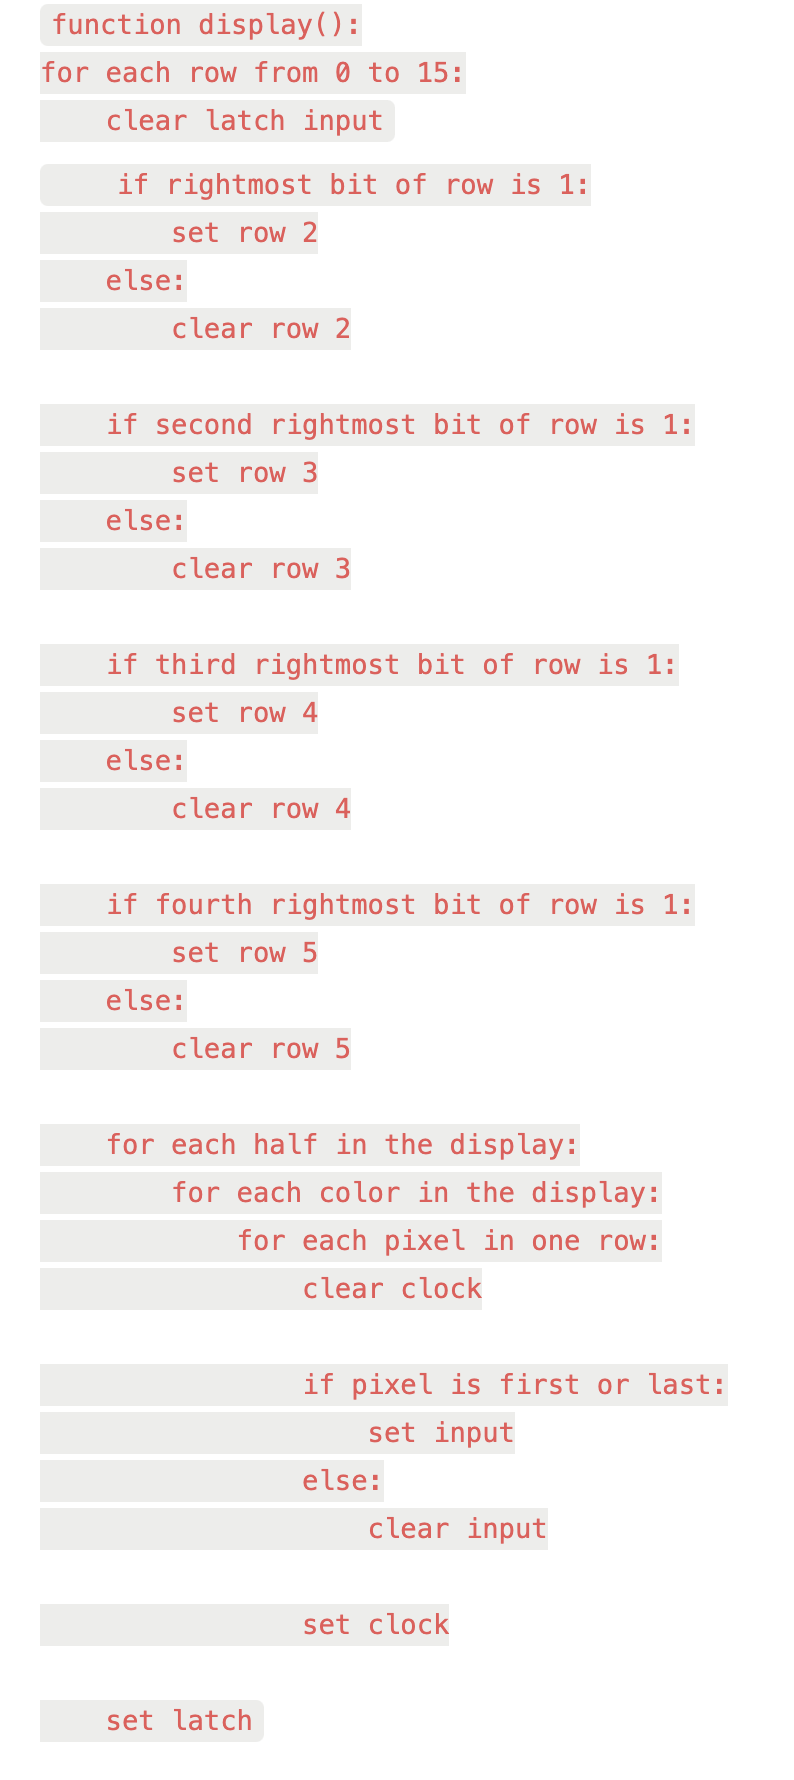 function display():
for each row from 0 to 15:
    clear latch input
    if rightmost bit of row is 1:
        set row 2
    else:
        clear row 2
    if second rightmost bit of row is 1:
        set row 3
    else:
        clear row 3
    if third rightmost bit of row is 1:
        set row 4
    else:
        clear row 4
    if fourth rightmost bit of row is 1:
        set row 5
    else:
        clear row 5
    for each half in the display:
        for each color in the display:
            for each pixel in one row:
                clear clock
                if pixel is first or last:
                    set input
                else:
                    clear input
                set clock
    set latch